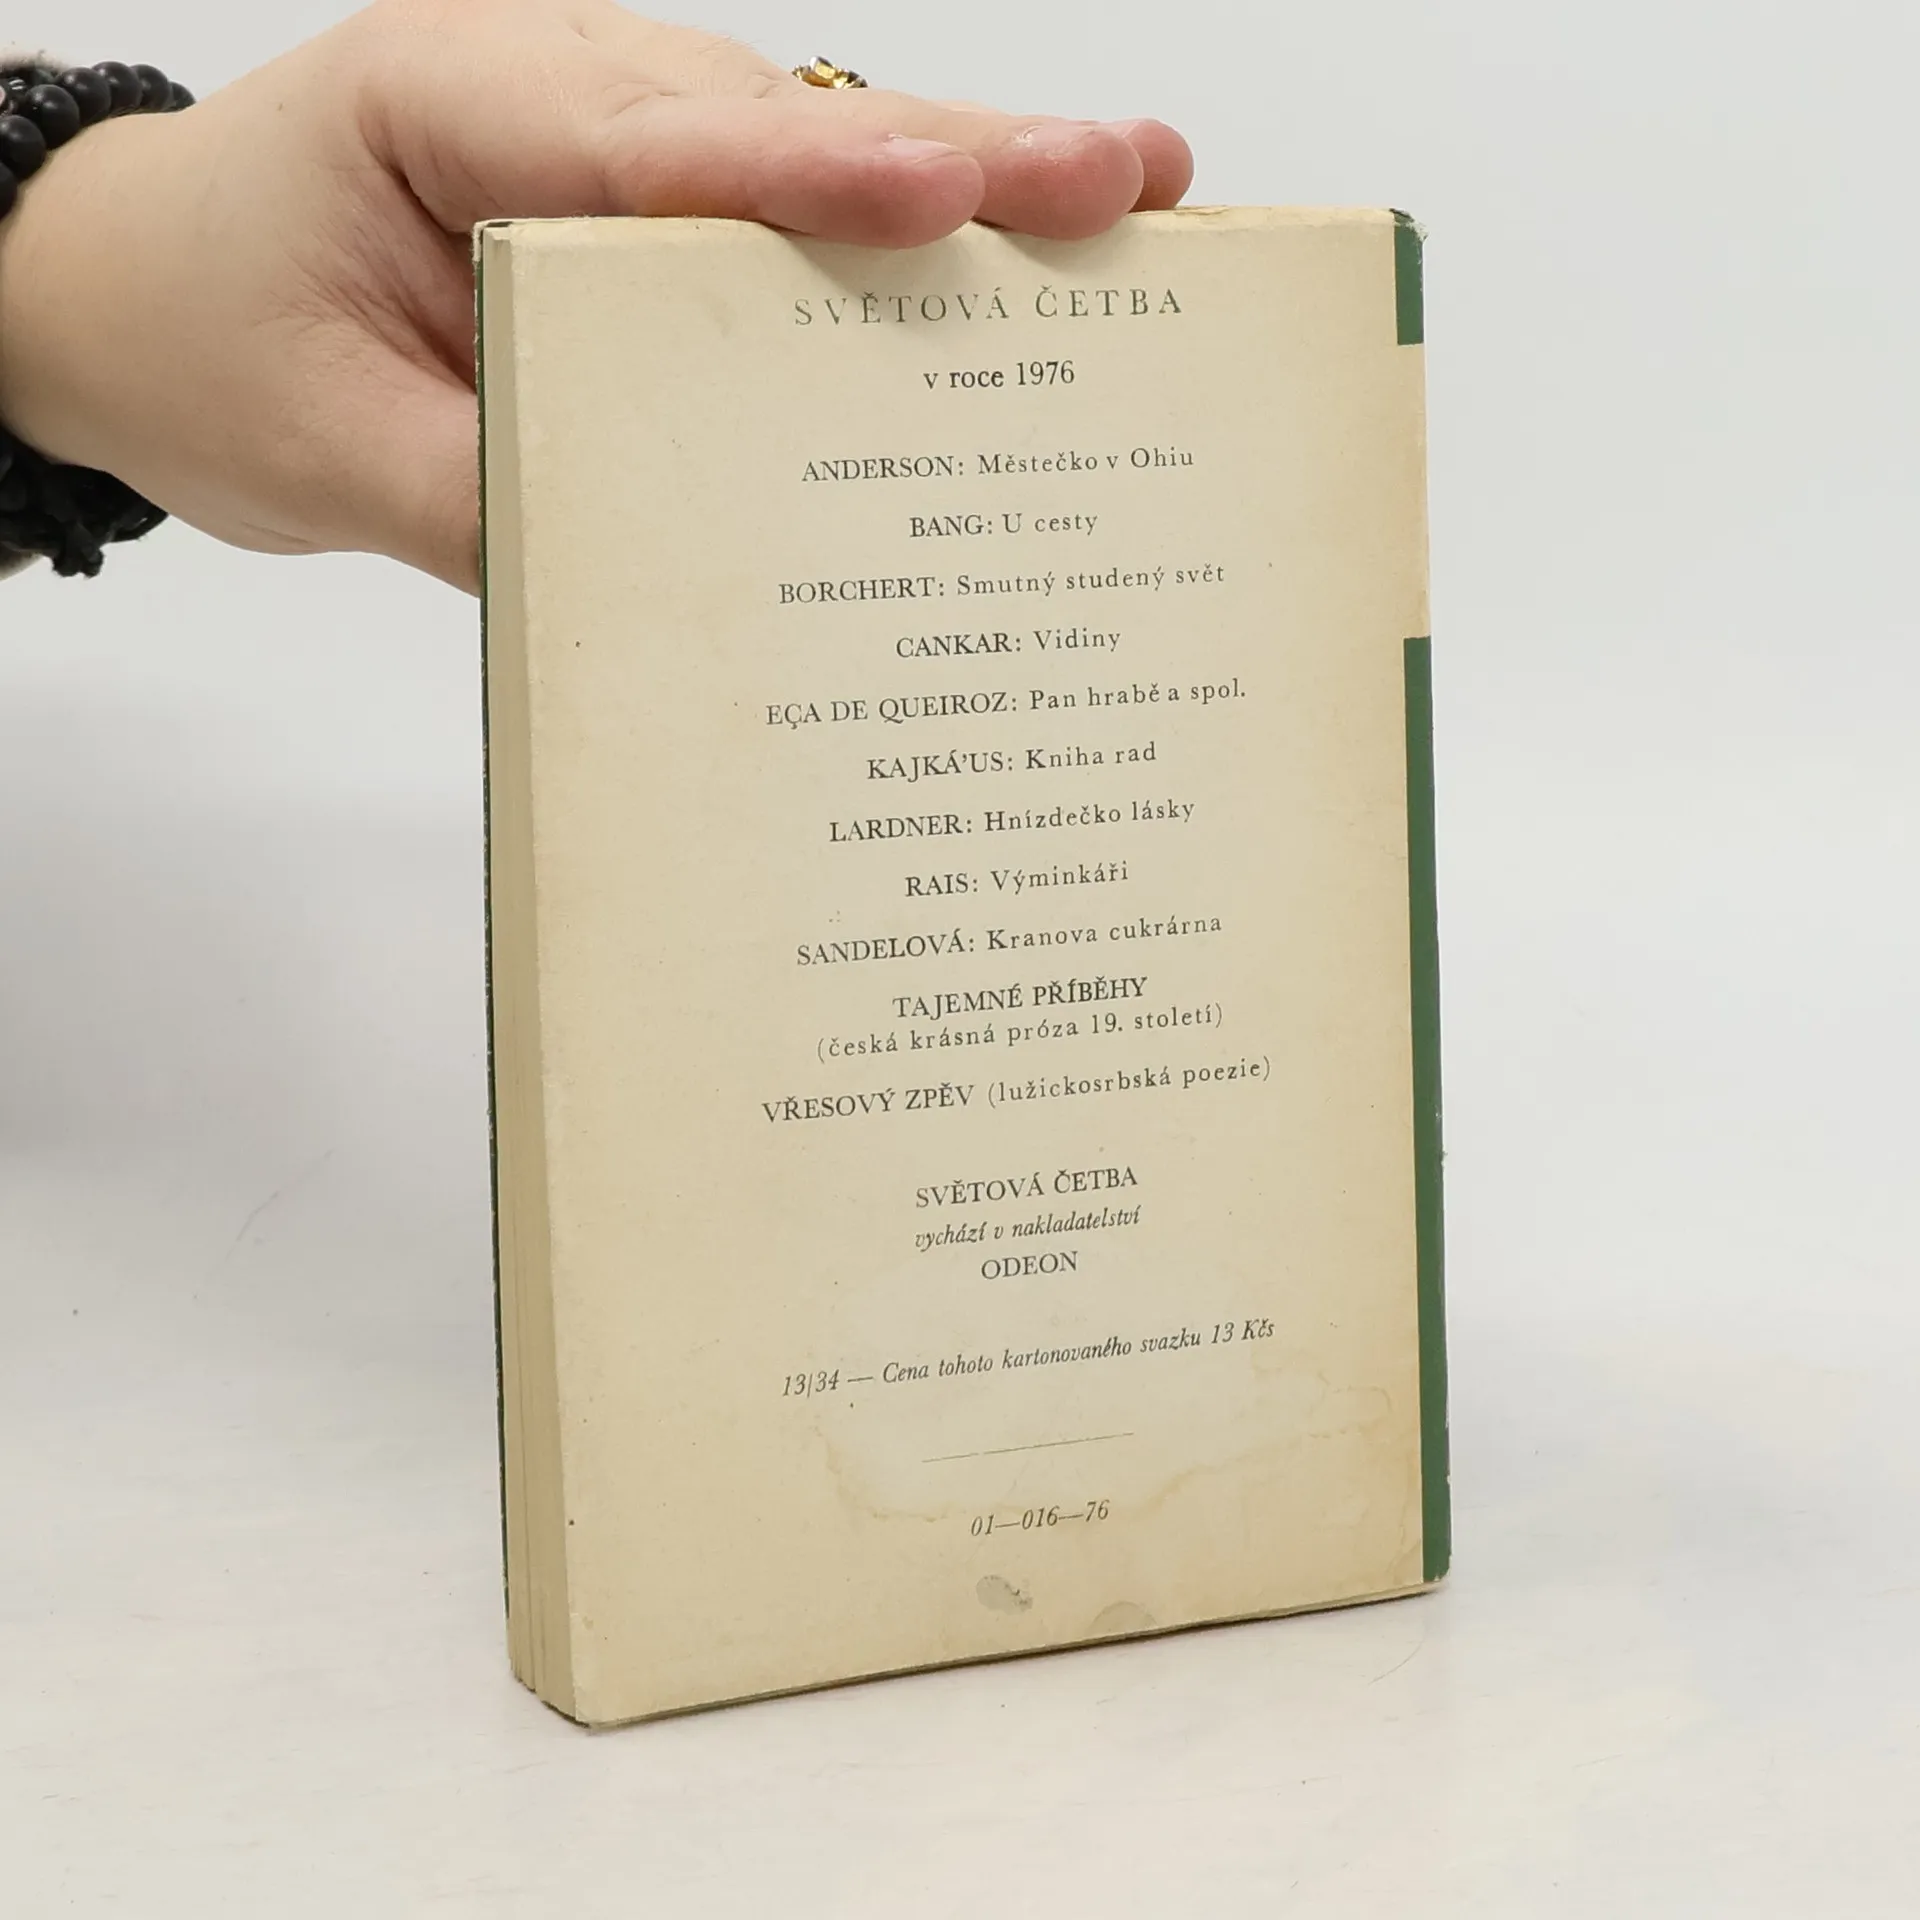 SVĚTOVÁ ČETBA
v roce 1976
ANDERSON: Městečko v Ohiu
BANG: U cesty
BORCHERT: Smutný studený svět
CANKAR: Vidiny
EÇA DE QUEIROZ: Pan hrabě a spol.
KAJKÁ’US: Kniha rad
LARDNER: Hnízdečko lásky
RAIS: Výminkáři
SANDELOVÁ: Kranova cukrárna
TAJEMNÉ PŘÍBĚHY
(česká krásná próza 19. století)
VŘESOVÝ ZPĚV (lužickosrbská poezie)
SVĚTOVÁ ČETBA
vychází v nakladatelství
ODEON
13/34 — Cena tohoto kartonovaného svazku 13 Kčs
01—016—76